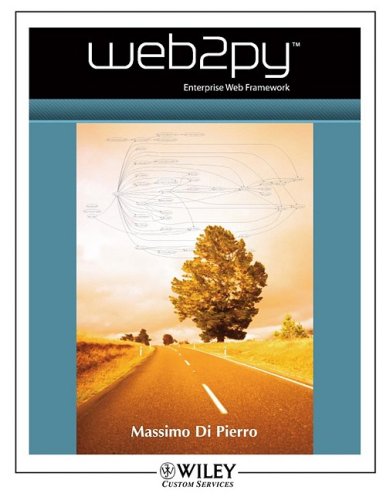 web2py™
Enterprise Web Framework
Massimo Di Pierro
WILEY
CUSTOM SERVICES